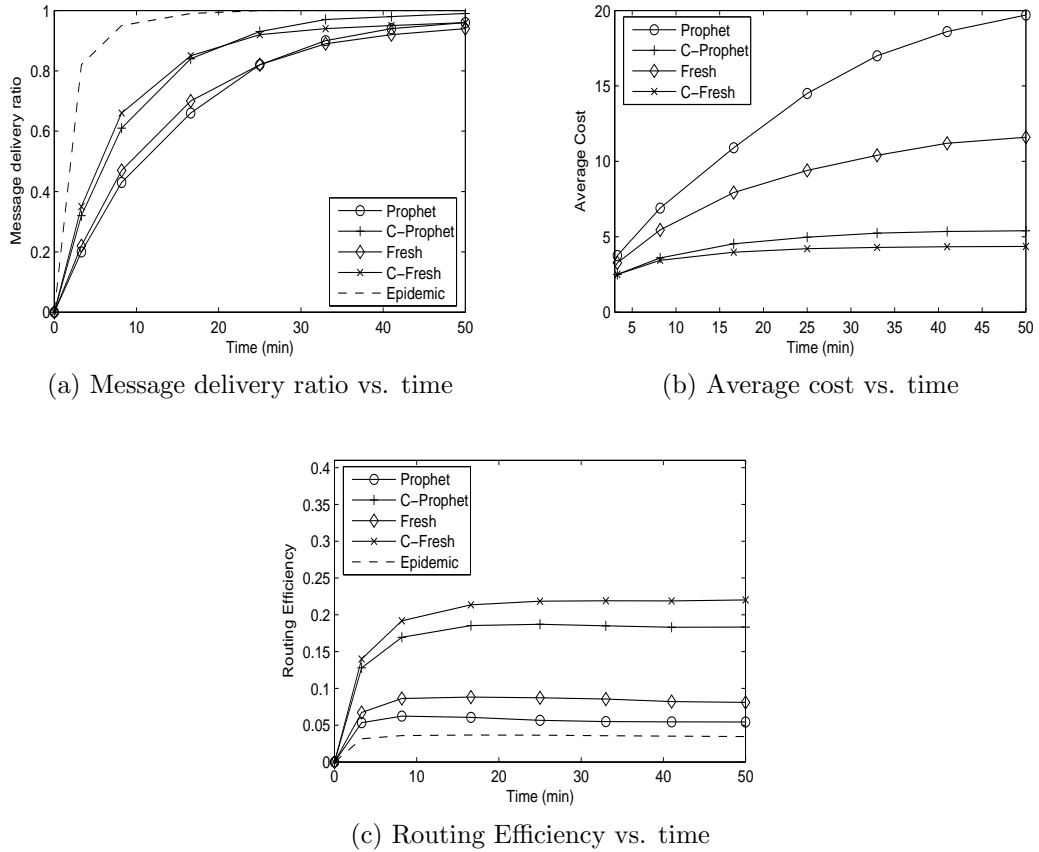 Message delivery ratio
1
0.8
0.6
0.4
0.2
0
0 10 20 30 40 50
Time (min)
Prophet
C-Prophet
Fresh
C-Fresh
Epidemic
(a) Message delivery ratio vs. time
Average Cost
20
15
10
5
0
5 10 15 20 25 30 35 40 45 50
Time (min)
Prophet
C-Prophet
Fresh
C-Fresh
(b) Average cost vs. time
Routing Efficiency
0.4
0.35
0.3
0.25
0.2
0.15
0.1
0.05
0
0 10 20 30 40 50
Time (min)
Prophet
C-Prophet
Fresh
C-Fresh
Epidemic
(c) Routing Efficiency vs. time